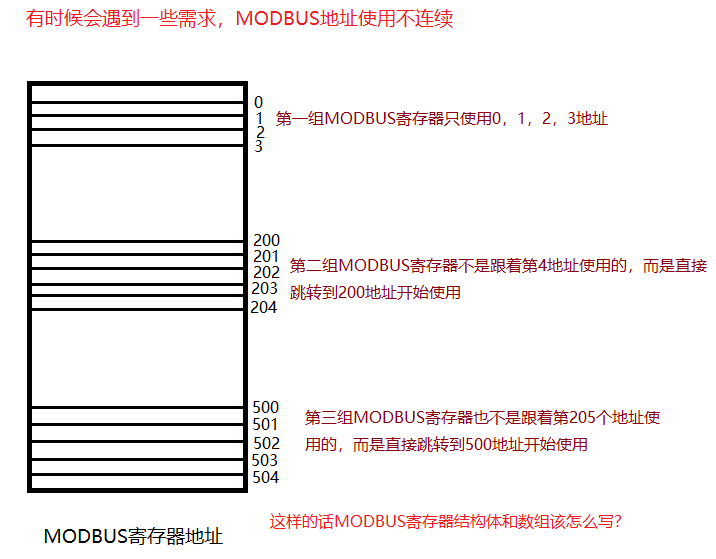 有时候会遇到一些需求，MODBUS地址使用不连续
0
1
第一组MODBUS寄存器只使用0，1，2，3地址
2
3
200
201
202
203
204
第二组MODBUS寄存器不是跟着第4地址使用的，而是直接
跳转到200地址开始使用
500
501
502
503
504
第三组MODBUS寄存器也不是跟着第205个地址使
用的，而是直接跳转到500地址开始使用
这样的话MODBUS寄存器结构体和数组该怎么写?
MODBUS寄存器地址